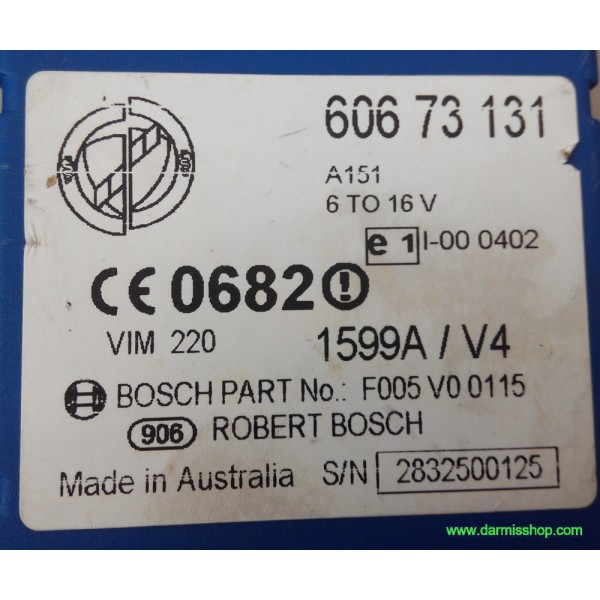 606 73 131
A151
6 TO 16 V
e 1 I-00 0402
CE 0682
VIM 220 1599A / V4
BOSCH PART No.: F005 V0 0115
906 ROBERT BOSCH
Made in Australia S/N 2832500125
www.darmisshop.com